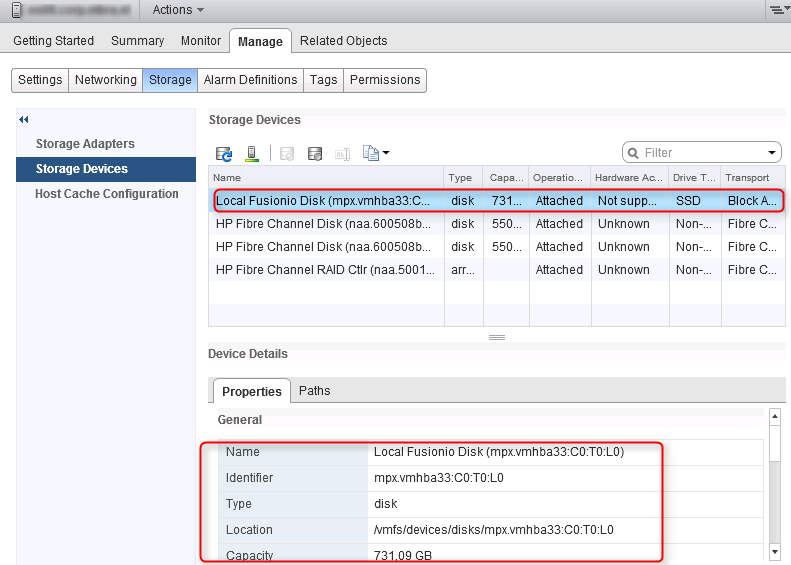 Actions
Getting Started Summary Monitor Manage Related Objects
Settings Networking Storage Alarm Definitions Tags Permissions
Storage Adapters
Storage Devices
Host Cache Configuration
Storage Devices
Filter
Name Type Capa... Operatio... Hardware Ac... Drive T... Transport
Local Fusionio Disk (mpx.vmhba33:C... disk 731... Attached Not supp... SSD Block A...
HP Fibre Channel Disk (naa.600508b... disk 550... Attached Unknown Non-... Fibre C...
HP Fibre Channel Disk (naa.600508b... disk 550... Attached Unknown Non-... Fibre C...
HP Fibre Channel RAID Ctlr (naa.5001... arr... Attached Unknown Non-... Fibre C...
Device Details
Properties Paths
General
Name Local Fusionio Disk (mpx.vmhba33:C0:T0:L0)
Identifier mpx.vmhba33:C0:T0:L0
Type disk
Location /vmfs/devices/disks/mpx.vmhba33:C0:T0:L0
Capacity 731,09 GB